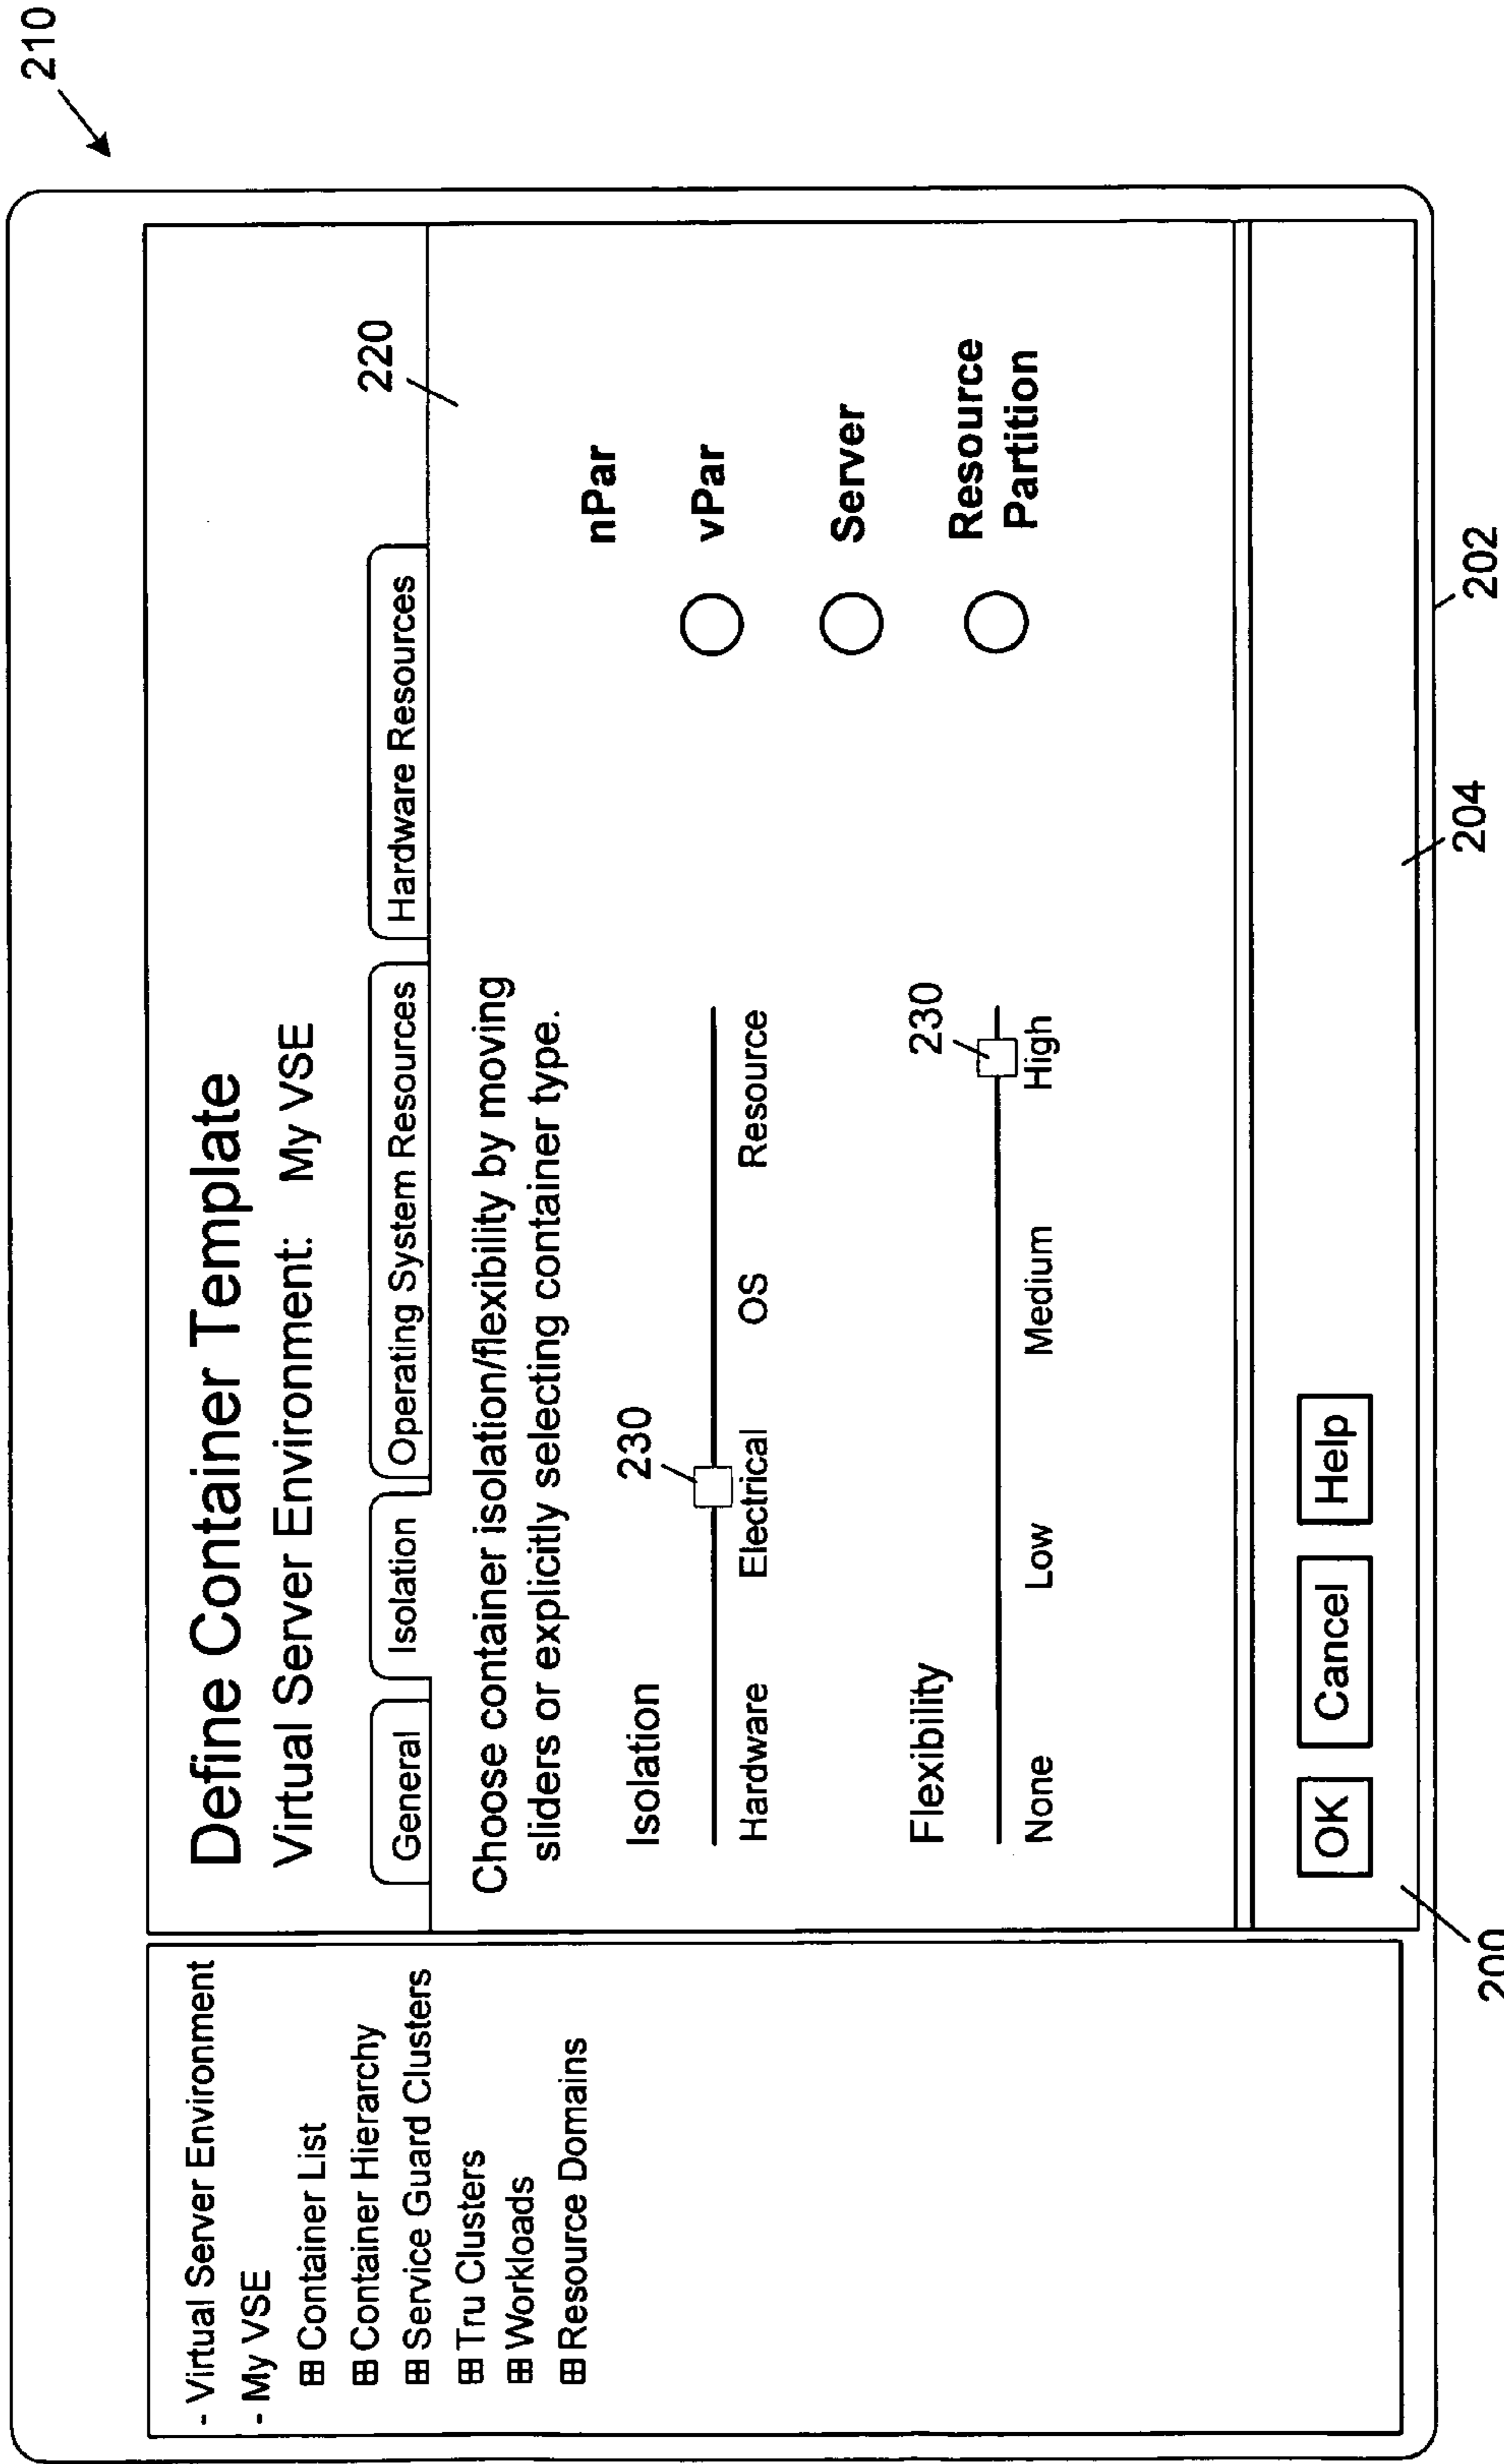 210
- Virtual Server Environment
- My VSE
Container List
Container Hierarchy
Service Guard Clusters
Tru Clusters
Workloads
Resource Domains
Define Container Template
Virtual Server Environment: My VSE
General
Isolation
Operating System Resources
Hardware Resources
220
Choose container isolation/flexibility by moving
sliders or explicitly selecting container type.
Isolation
230
Hardware
Electrical
OS
Resource
Flexibility
230
None
Low
Medium
High
nPar
vPar
Server
Resource
Partition
OK
Cancel
Help
200
204
202